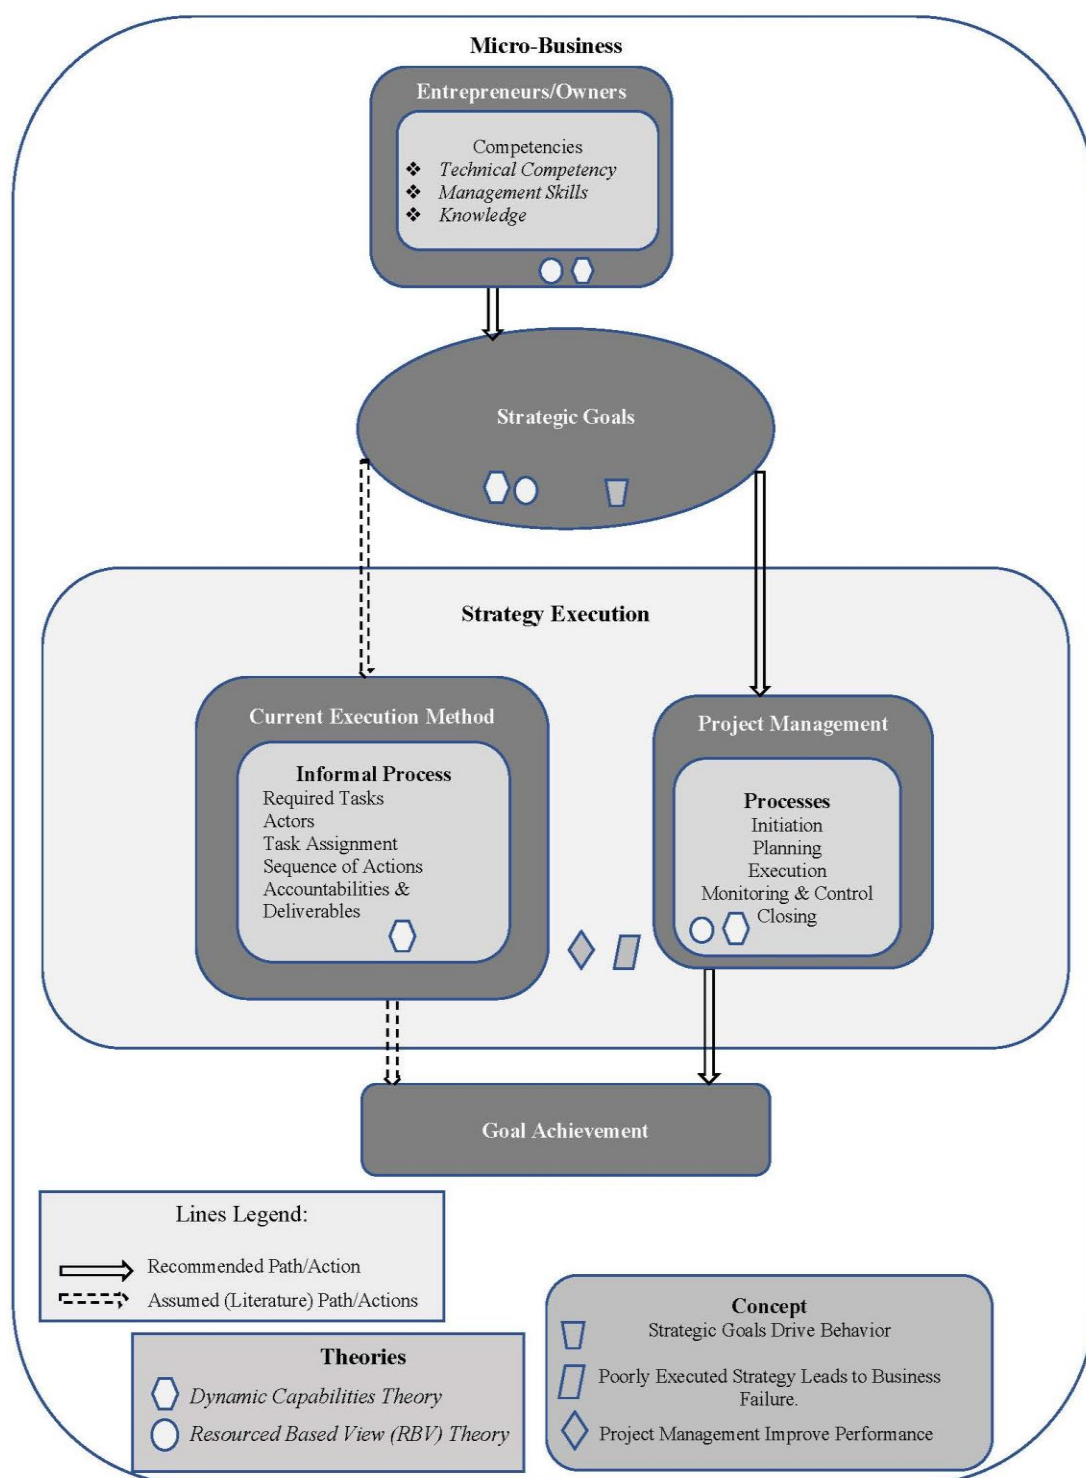 Micro-Business
Entrepreneurs/Owners
Competencies
❖ Technical Competency
❖ Management Skills
❖ Knowledge
Strategic Goals
Strategy Execution
Current Execution Method
Informal Process
Required Tasks
Actors
Task Assignment
Sequence of Actions
Accountabilities &
Deliverables
Project Management
Processes
Initiation
Planning
Execution
Monitoring & Control
Closing
Goal Achievement
Lines Legend:
Recommended Path/Action
Assumed (Literature) Path/Actions
Theories
Dynamic Capabilities Theory
Resourced Based View (RBV) Theory
Concept
Strategic Goals Drive Behavior
Poorly Executed Strategy Leads to Business
Failure.
Project Management Improve Performance